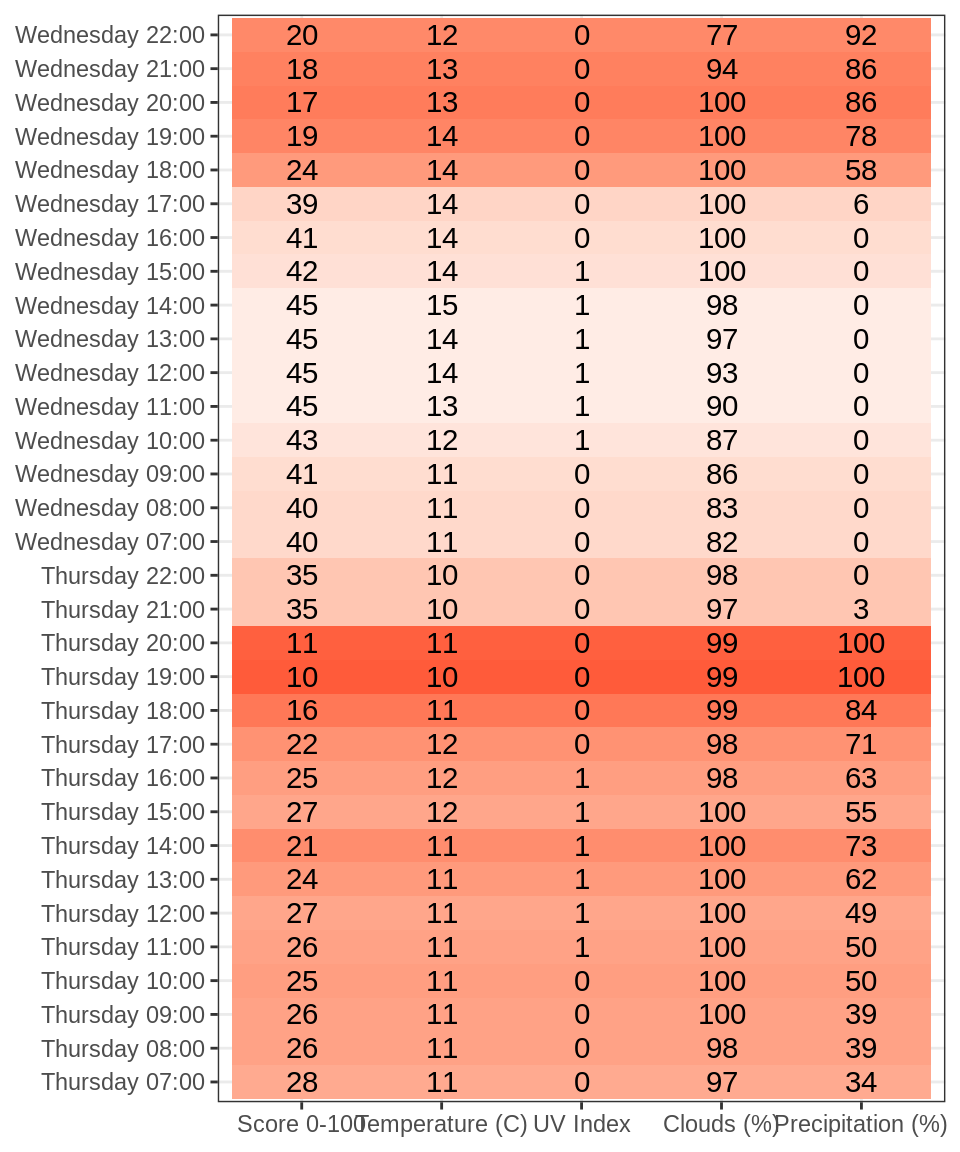 Wednesday 22:00 20 12 0 77 92
Wednesday 21:00 18 13 0 94 86
Wednesday 20:00 17 13 0 100 86
Wednesday 19:00 19 14 0 100 78
Wednesday 18:00 24 14 0 100 58
Wednesday 17:00 39 14 0 100 6
Wednesday 16:00 41 14 0 100 0
Wednesday 15:00 42 14 1 100 0
Wednesday 14:00 45 15 1 98 0
Wednesday 13:00 45 14 1 97 0
Wednesday 12:00 45 14 1 93 0
Wednesday 11:00 45 13 1 90 0
Wednesday 10:00 43 12 1 87 0
Wednesday 09:00 41 11 0 86 0
Wednesday 08:00 40 11 0 83 0
Wednesday 07:00 40 11 0 82 0
Thursday 22:00 35 10 0 98 0
Thursday 21:00 35 10 0 97 3
Thursday 20:00 11 11 0 99 100
Thursday 19:00 10 10 0 99 100
Thursday 18:00 16 11 0 99 84
Thursday 17:00 22 12 0 98 71
Thursday 16:00 25 12 1 98 63
Thursday 15:00 27 12 1 100 55
Thursday 14:00 21 11 1 100 73
Thursday 13:00 24 11 1 100 62
Thursday 12:00 27 11 1 100 49
Thursday 11:00 26 11 1 100 50
Thursday 10:00 25 11 0 100 50
Thursday 09:00 26 11 0 100 39
Thursday 08:00 26 11 0 98 39
Thursday 07:00 28 11 0 97 34
Score 0-100 Temperature (C) UV Index Clouds (%) Precipitation (%)